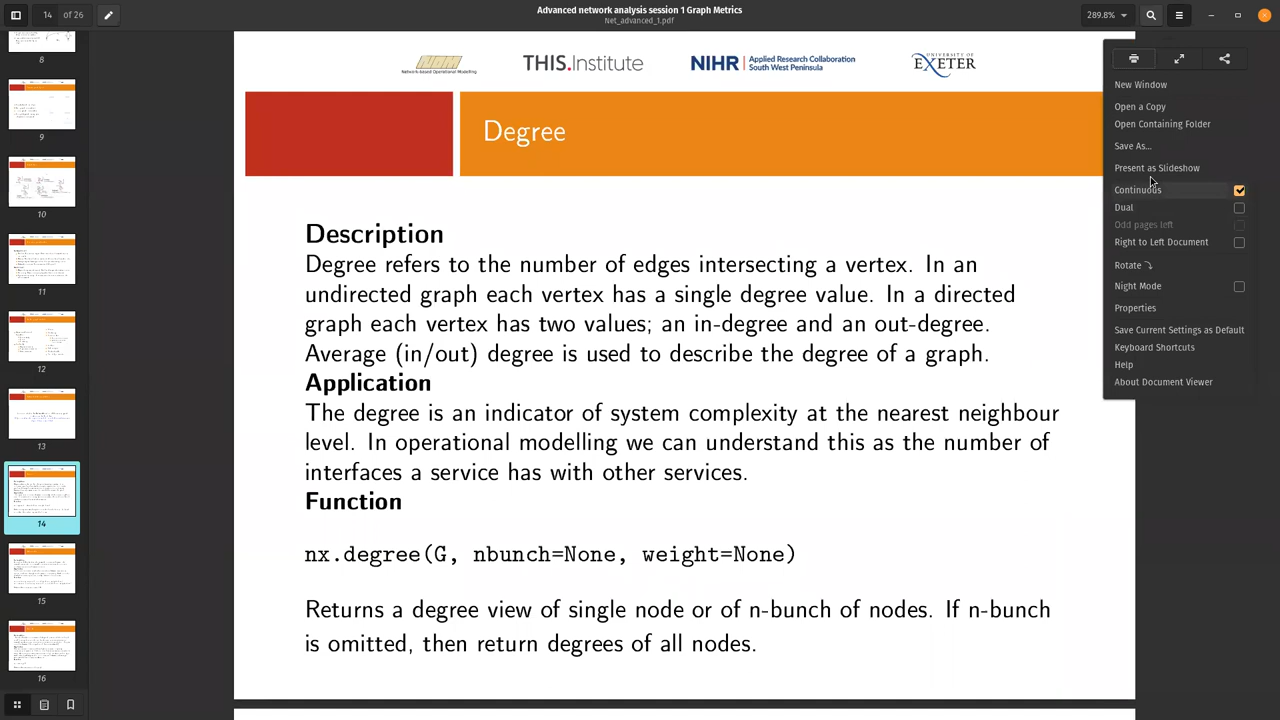 14 of 26
Advanced network analysis session 1 Graph Metrics
Net_advanced_1.pdf
289.8%
8
9
10
11
12
13
14
15
16
Network-based Operational Modelling
THIS.Institute
NIHR | Applied Research Collaboration
South West Peninsula
UNIVERSITY OF
EXETER
Degree
Description
Degree refers to the number of edges intersecting a vertex. In an
undirected graph each vertex has a single degree value. In a directed
graph each vertex has two values; an in-degree and an out-degree.
Average (in/out) degree is used to describe the degree of a graph.
Application
The degree is an indicator of system complexity at the nearest neighbour
level. In operational modelling we can understand this as the number of
interfaces a service has with other services.
Function
nx.degree(G, nbunch=None, weight=None)
Returns a degree view of single node or of n-bunch of nodes. If n-bunch
is omitted, then return degrees of all nodes.
New Window
Open a Copy
Open Containing Folder
Save As...
Present as Slideshow
Continuous
Dual
Odd pages left
Right to Left Document
Rotate
Night Mode
Properties
Save Current Settings as Default
Keyboard Shortcuts
Help
About Document Viewer